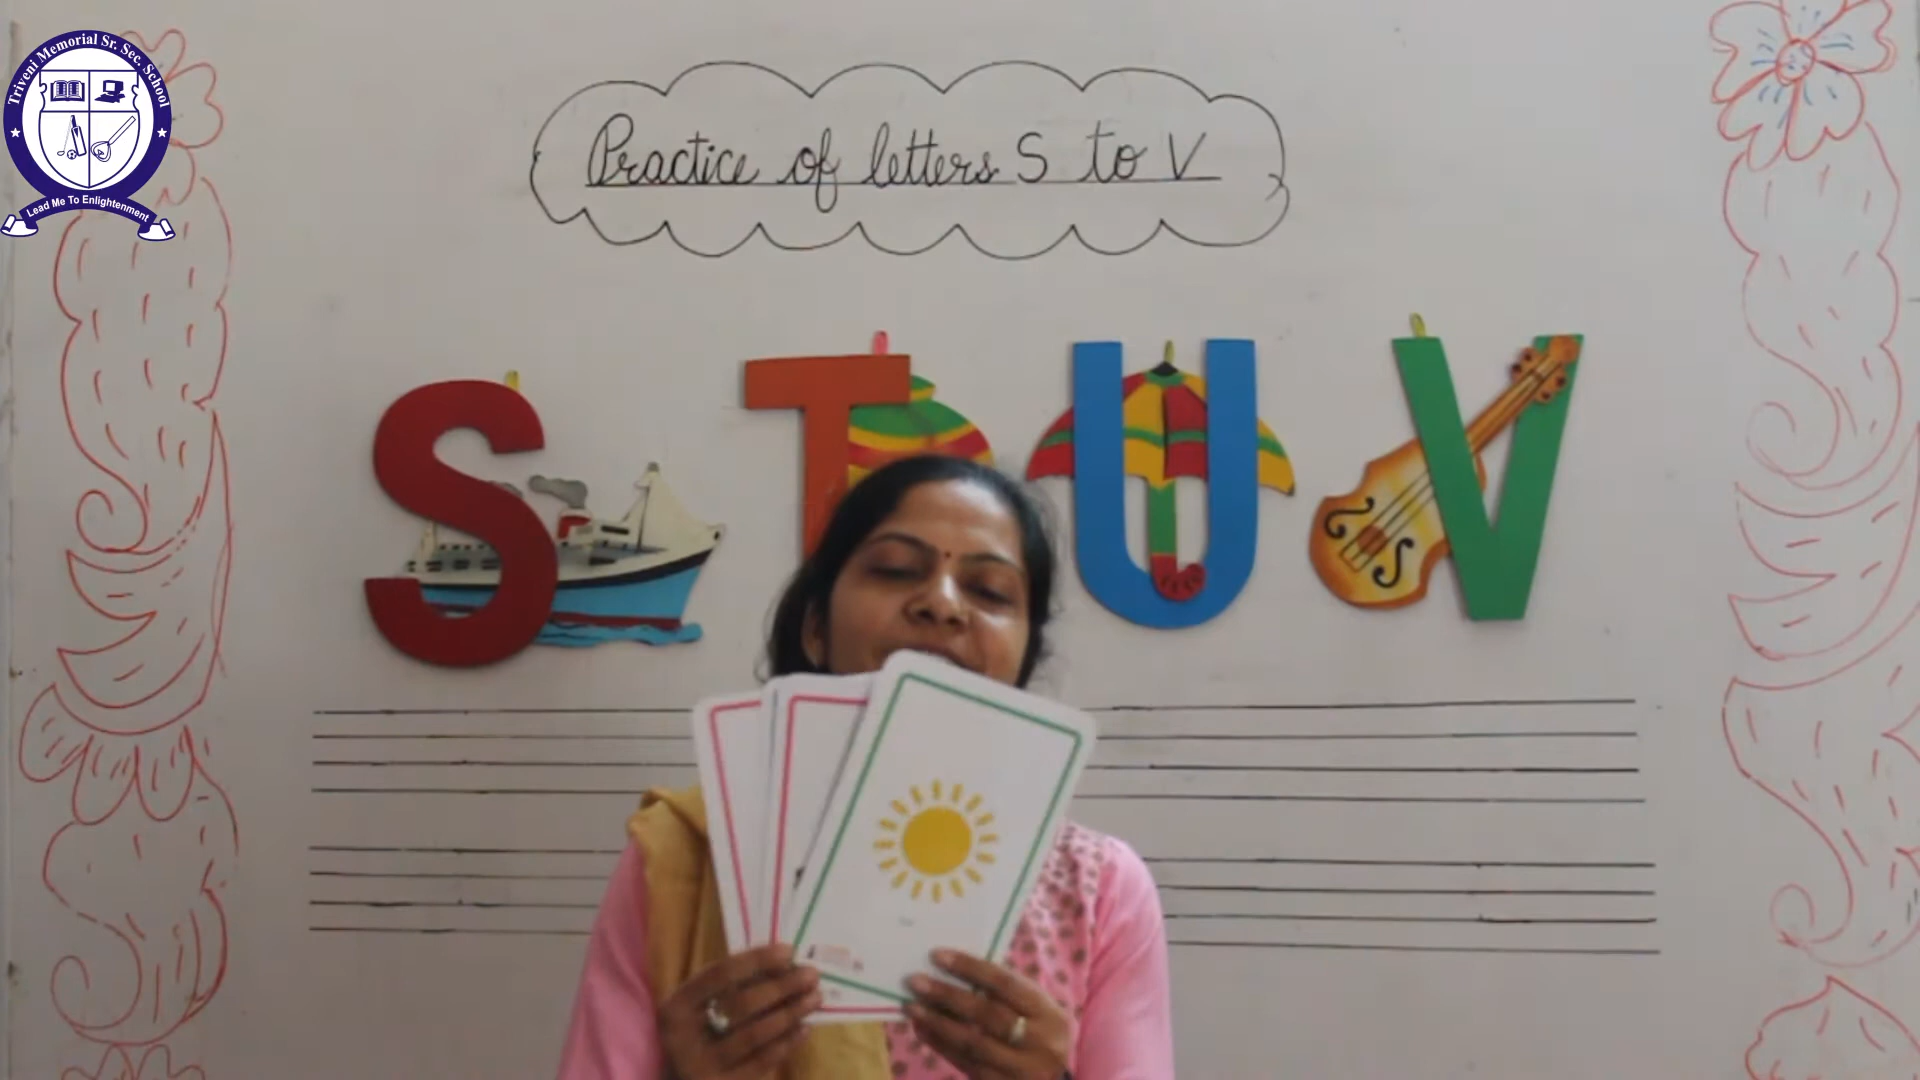 Triveni Memorial Sr. Sec. School
Lead Me To Enlightenment
Practice of letters S to V
S T U V